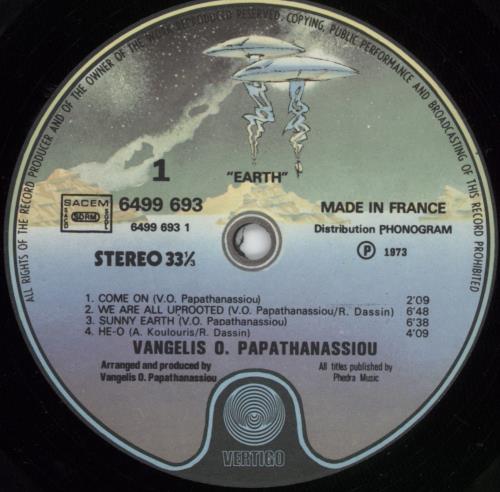 ALL RIGHTS OF THE RECORD PRODUCER AND OF THE OWNER OF THE WORK REPRODUCED RESERVED. COPYING, PUBLIC PERFORMANCE AND BROADCASTING OF THIS RECORD PROHIBITED
1
"EARTH"
SACEM
SDRM
6499 693
6499 693 1
STEREO 33⅓
MADE IN FRANCE
Distribution PHONOGRAM
Ⓟ 1973
1. COME ON (V.O. Papathanassiou) 2'09
2. WE ARE ALL UPROOTED (V.O. Papathanassiou/R. Dassin) 6'48
3. SUNNY EARTH (V.O. Papathanassiou) 6'38
4. HE-O (A. Koulouris/R. Dassin) 4'09
VANGELIS O. PAPATHANASSIOU
Arranged and produced by
Vangelis O. Papathanassiou
All titles published by
Phedra Music
VERTIGO